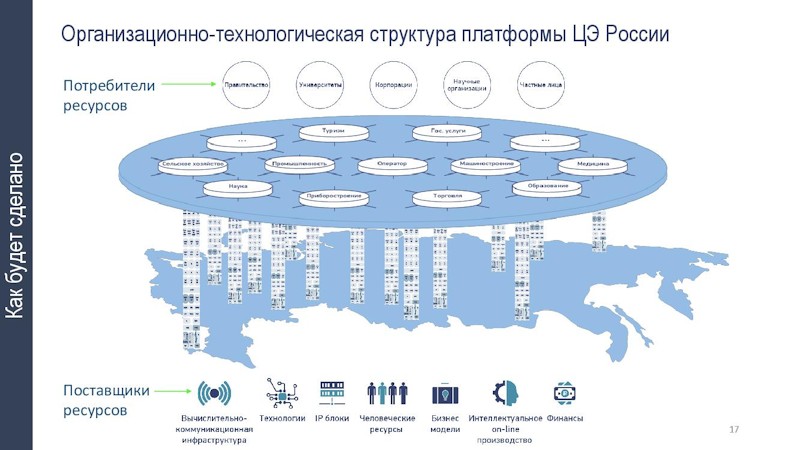 Организационно-технологическая структура платформы ЦЭ России
Как будет сделано
Потребители
ресурсов
Правительство
Университеты
Корпорации
Научные
организации
Частные лица
...
Туризм
Гос. услуги
...
Сельское хозяйство
Промышленность
Оператор
Машиностроение
Медицина
Наука
Приборостроение
Торговля
Образование
Поставщики
ресурсов
Вычислительно-
коммуникационная
инфраструктура
Технологии
IP блоки
Человеческие
ресурсы
Бизнес
модели
Интеллектуальное
on-line
производство
Финансы
17